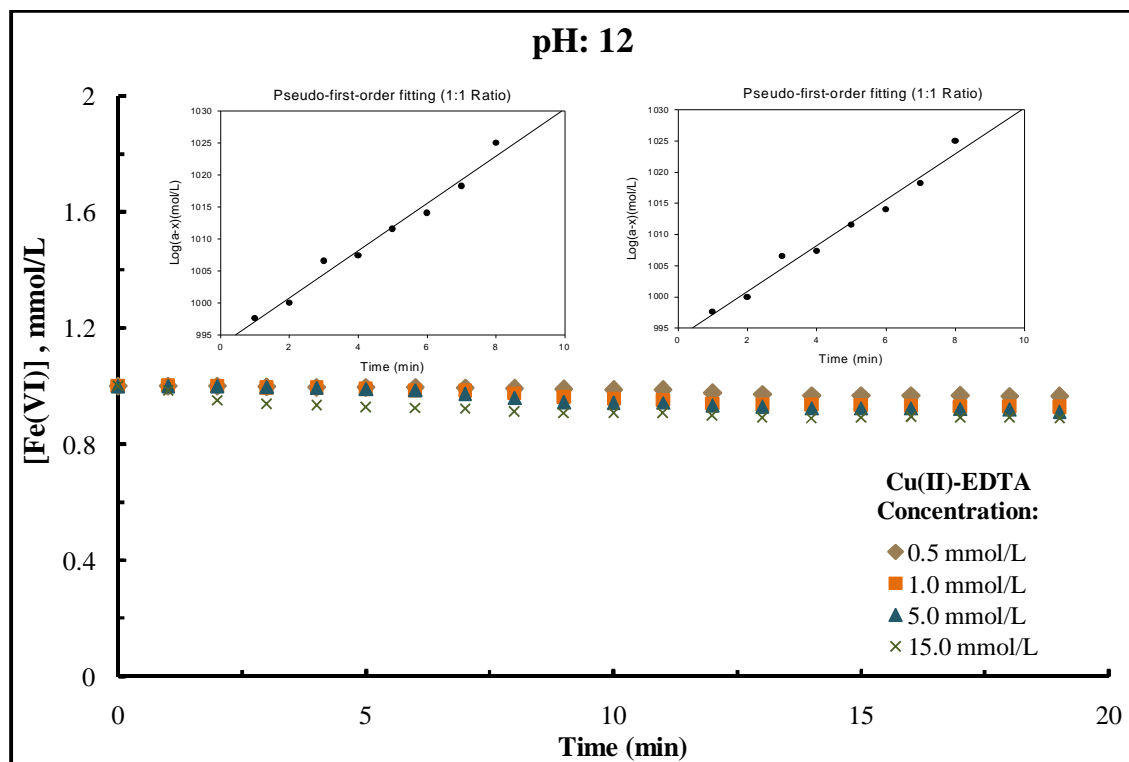 pH: 12
Pseudo-first-order fitting (1:1 Ratio)
Log(a-x)(mol/L)
1030
1025
1020
1015
1010
1005
1000
995
0 2 4 6 8 10
Time (min)
Pseudo-first-order fitting (1:1 Ratio)
Log(a-x)(mol/L)
1030
1025
1020
1015
1010
1005
1000
995
0 2 4 6 8 10
Time (min)
[Fe(VI)] , mmol/L
2
1.6
1.2
0.8
0.4
0
0 5 10 15 20
Time (min)
Cu(II)-EDTA
Concentration:
0.5 mmol/L
1.0 mmol/L
5.0 mmol/L
15.0 mmol/L